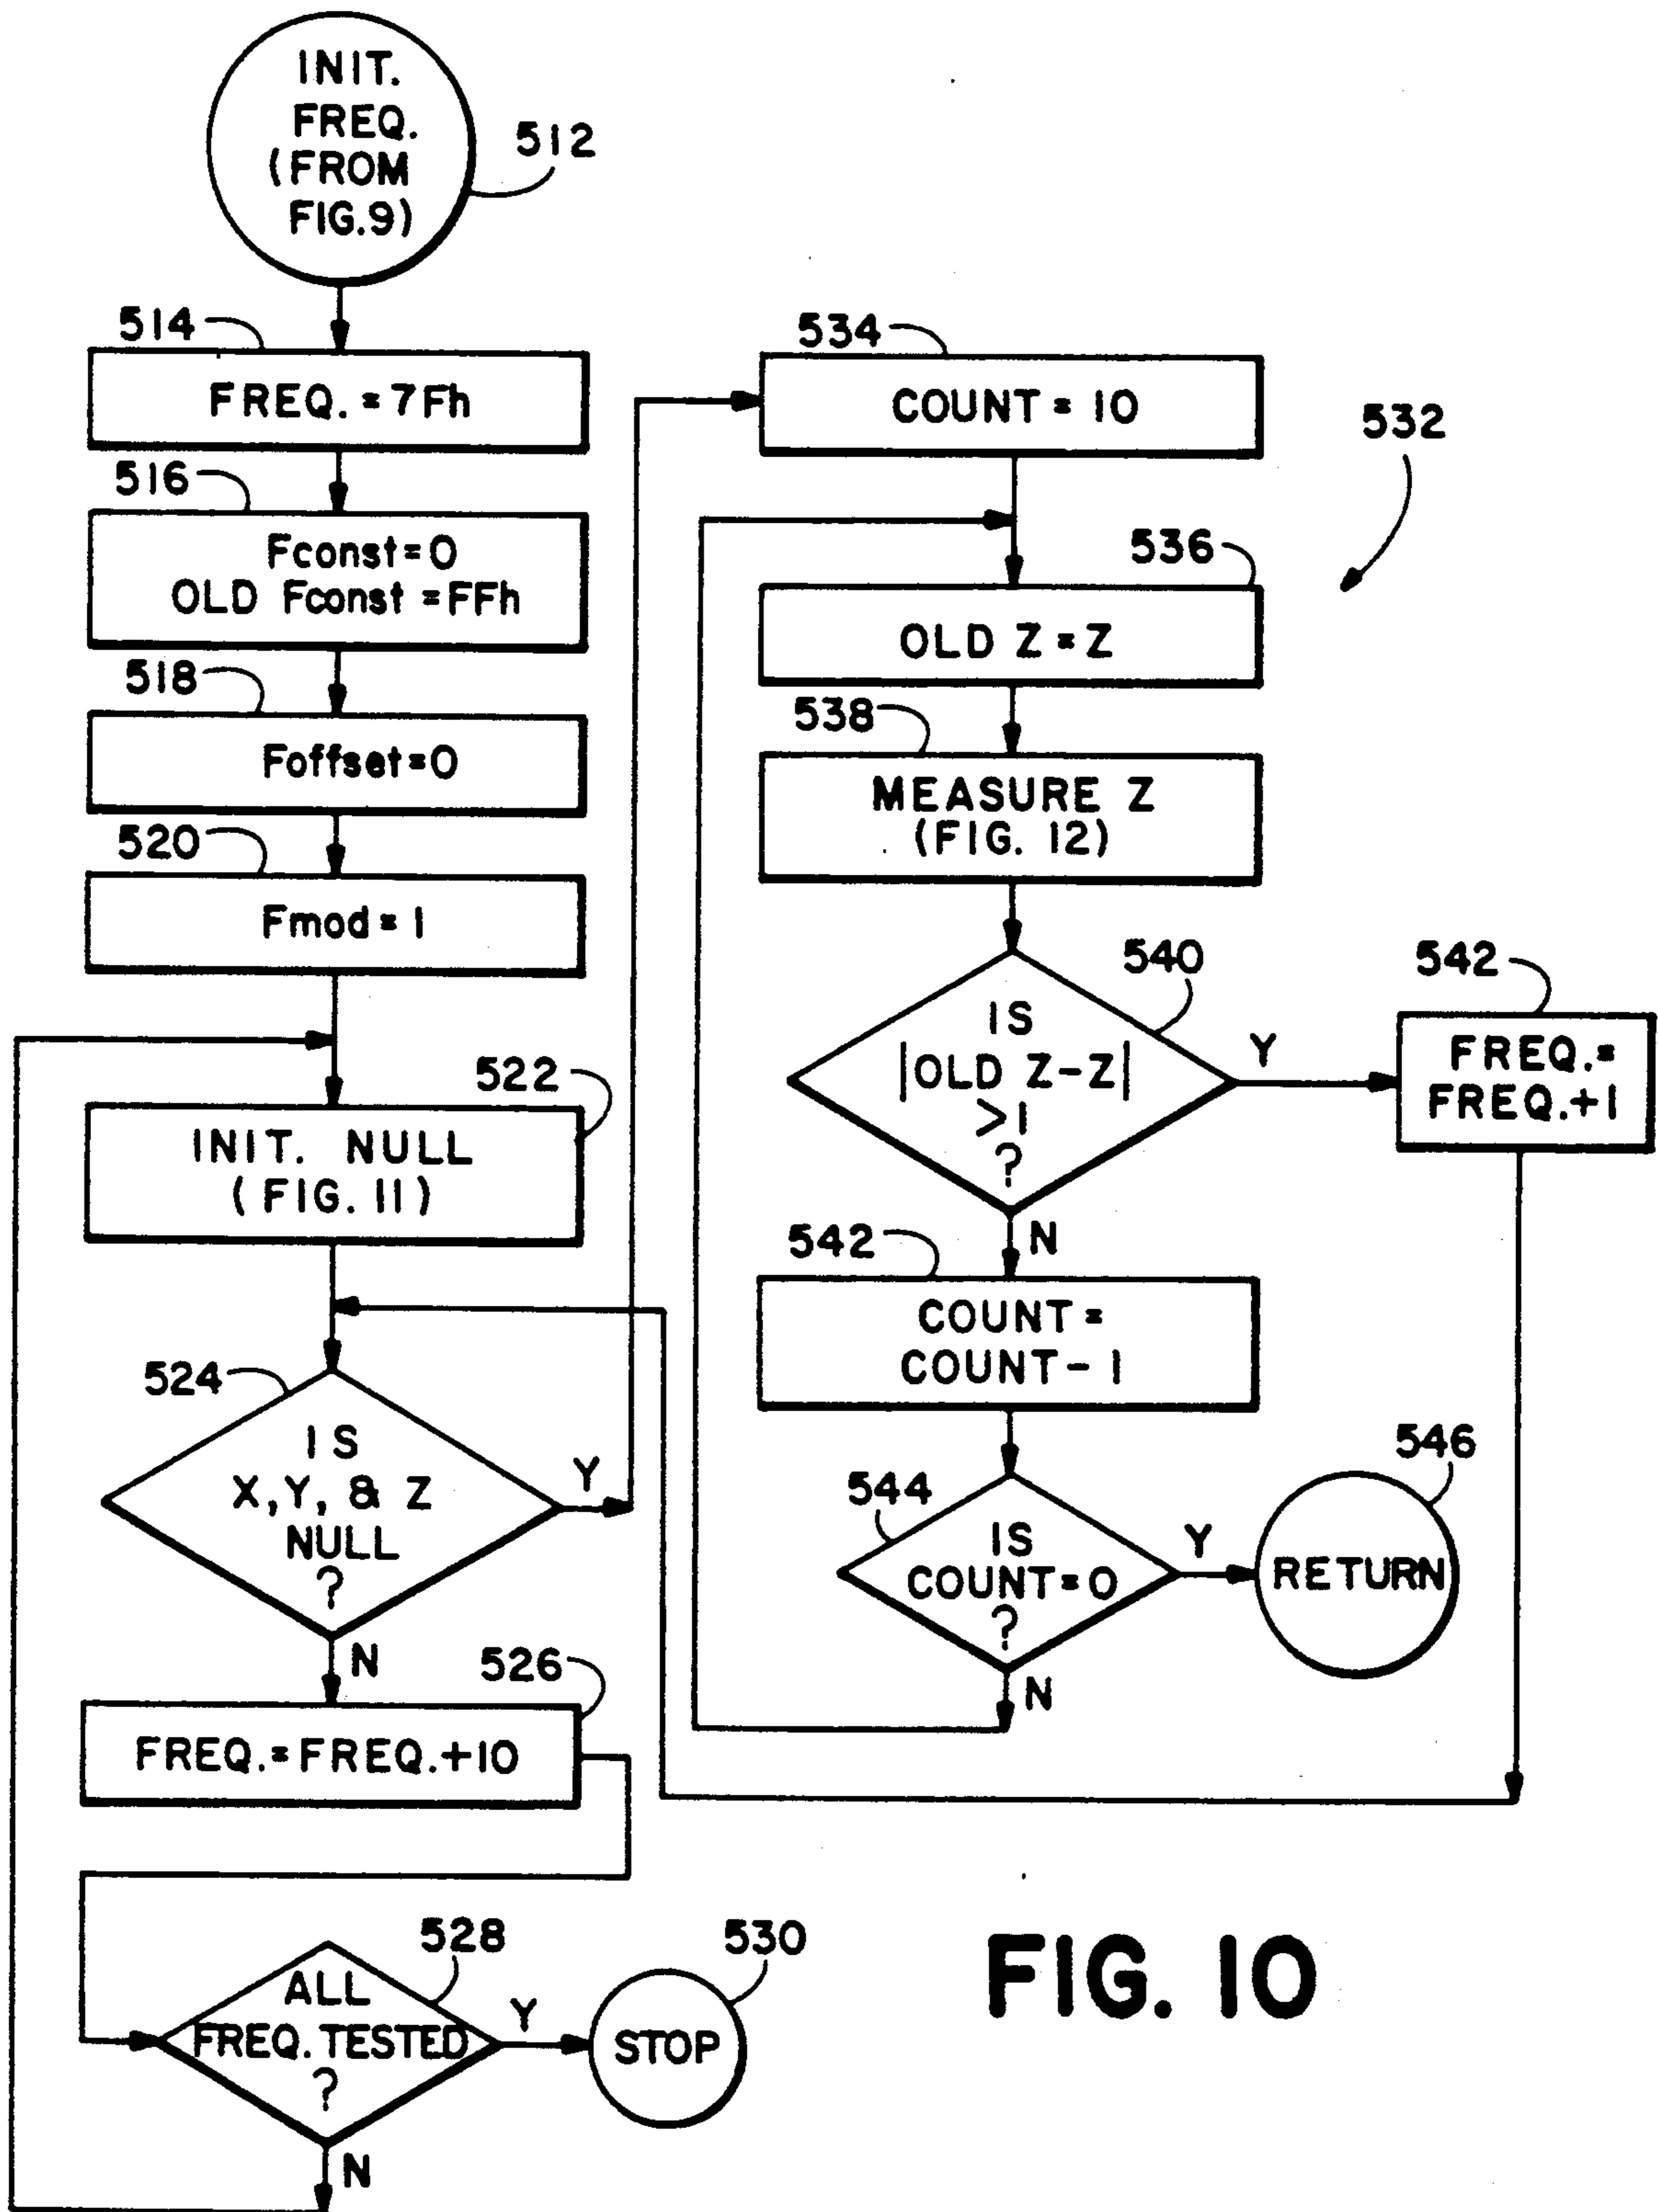 INIT.
FREQ.
(FROM
FIG.9)
512
514
FREQ. = 7Fh
516
Fconst=0
OLD Fconst =FFh
518
Foffset=0
520
Fmod=1
522
INIT. NULL
(FIG. 11)
524
IS
X, Y, & Z
NULL
?
Y
N
526
FREQ.=FREQ.+10
528
ALL
FREQ. TESTED
?
Y
N
530
STOP
532
534
COUNT = 10
536
OLD Z = Z
538
MEASURE Z
(FIG. 12)
540
IS
|OLD Z-Z|
>1
?
Y
N
542
FREQ.=
FREQ.+1
542
COUNT =
COUNT - 1
544
IS
COUNT=0
?
Y
N
546
RETURN
FIG. 10